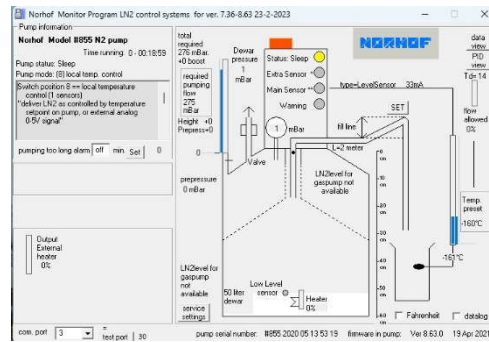 Norhof Monitor Program LN2 control systems for ver. 7.36-8.63 23-2-2023
Pump information
Norhof Model #855 N2 pump
Time running: 0 - 00:18:59
Pump status: Sleep
Pump mode: (8) local temp. control
Switch position 8 == local temperature
control (1 sensors)
"deliver LN2 as controlled by temperature
setpoint on pump, or external analog
0-5V signal"
pumping too long alarm off min. Set 0
Output
External
heater
0%
com. port 3 =
test port 30
total
required
276 mBar
+0 boost
required
pumping
flow
275
mBar
Height +0
Prepress=0
0
prepressure
0 mBar
LN2level for
gaspump
not
available
service
settings
Dewar
pressure
1
mBar
Valve
Status: Sleep
Extra Sensor
Main Sensor
Warning
1 mBar
fill line
L=2 meter
LN2level for
gaspump not
available
50 liter
dewar
Low Level
sensor
Heater
0%
NORHOF
type=LevelSensor 33mA
SET
data
view
PID
view
Td= 14
flow
allowed
0%
Temp.
preset
-160°C
-161°C
Fahrenheit
datalog
pump serial number: #855 2020 05 13 53 19 firmware in pump: Ver 8.63.0 19 Apr 2021